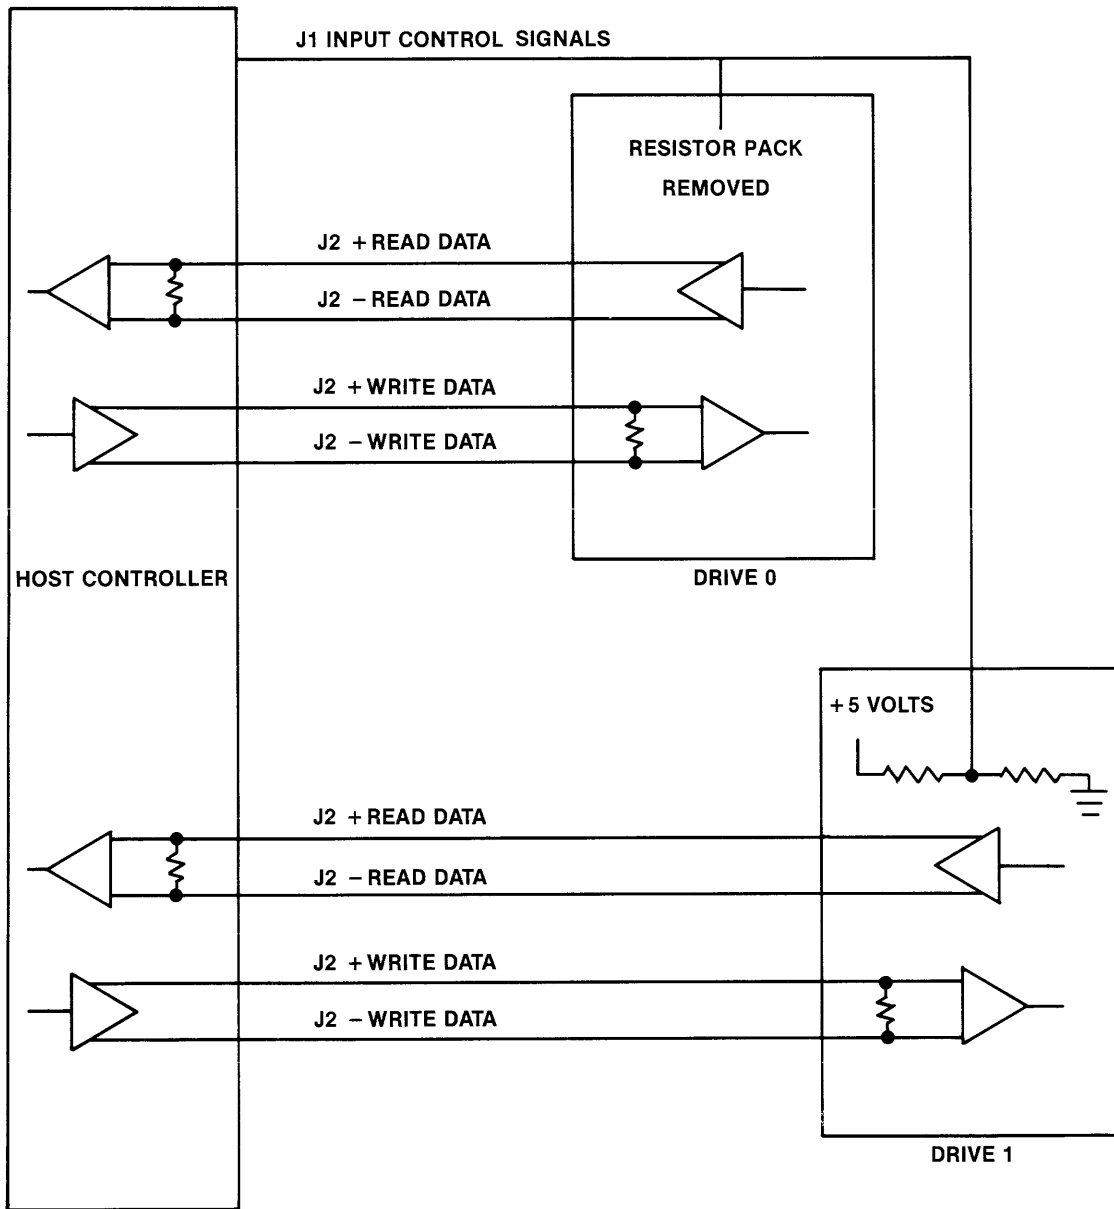 J1 INPUT CONTROL SIGNALS
RESISTOR PACK
REMOVED
J2 + READ DATA
J2 − READ DATA
J2 + WRITE DATA
J2 − WRITE DATA
HOST CONTROLLER
DRIVE 0
+5 VOLTS
J2 + READ DATA
J2 − READ DATA
J2 + WRITE DATA
J2 − WRITE DATA
DRIVE 1